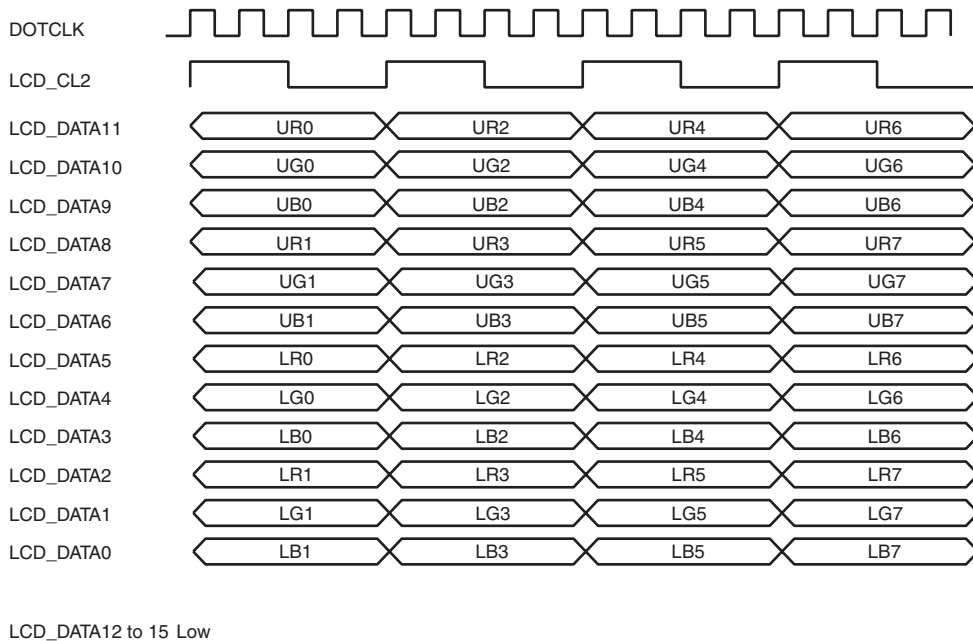 DOTCLK
LCD_CL2
LCD_DATA11 UR0 UR2 UR4 UR6
LCD_DATA10 UG0 UG2 UG4 UG6
LCD_DATA9 UB0 UB2 UB4 UB6
LCD_DATA8 UR1 UR3 UR5 UR7
LCD_DATA7 UG1 UG3 UG5 UG7
LCD_DATA6 UB1 UB3 UB5 UB7
LCD_DATA5 LR0 LR2 LR4 LR6
LCD_DATA4 LG0 LG2 LG4 LG6
LCD_DATA3 LB0 LB2 LB4 LB6
LCD_DATA2 LR1 LR3 LR5 LR7
LCD_DATA1 LG1 LG3 LG5 LG7
LCD_DATA0 LB1 LB3 LB5 LB7
LCD_DATA12 to 15 Low